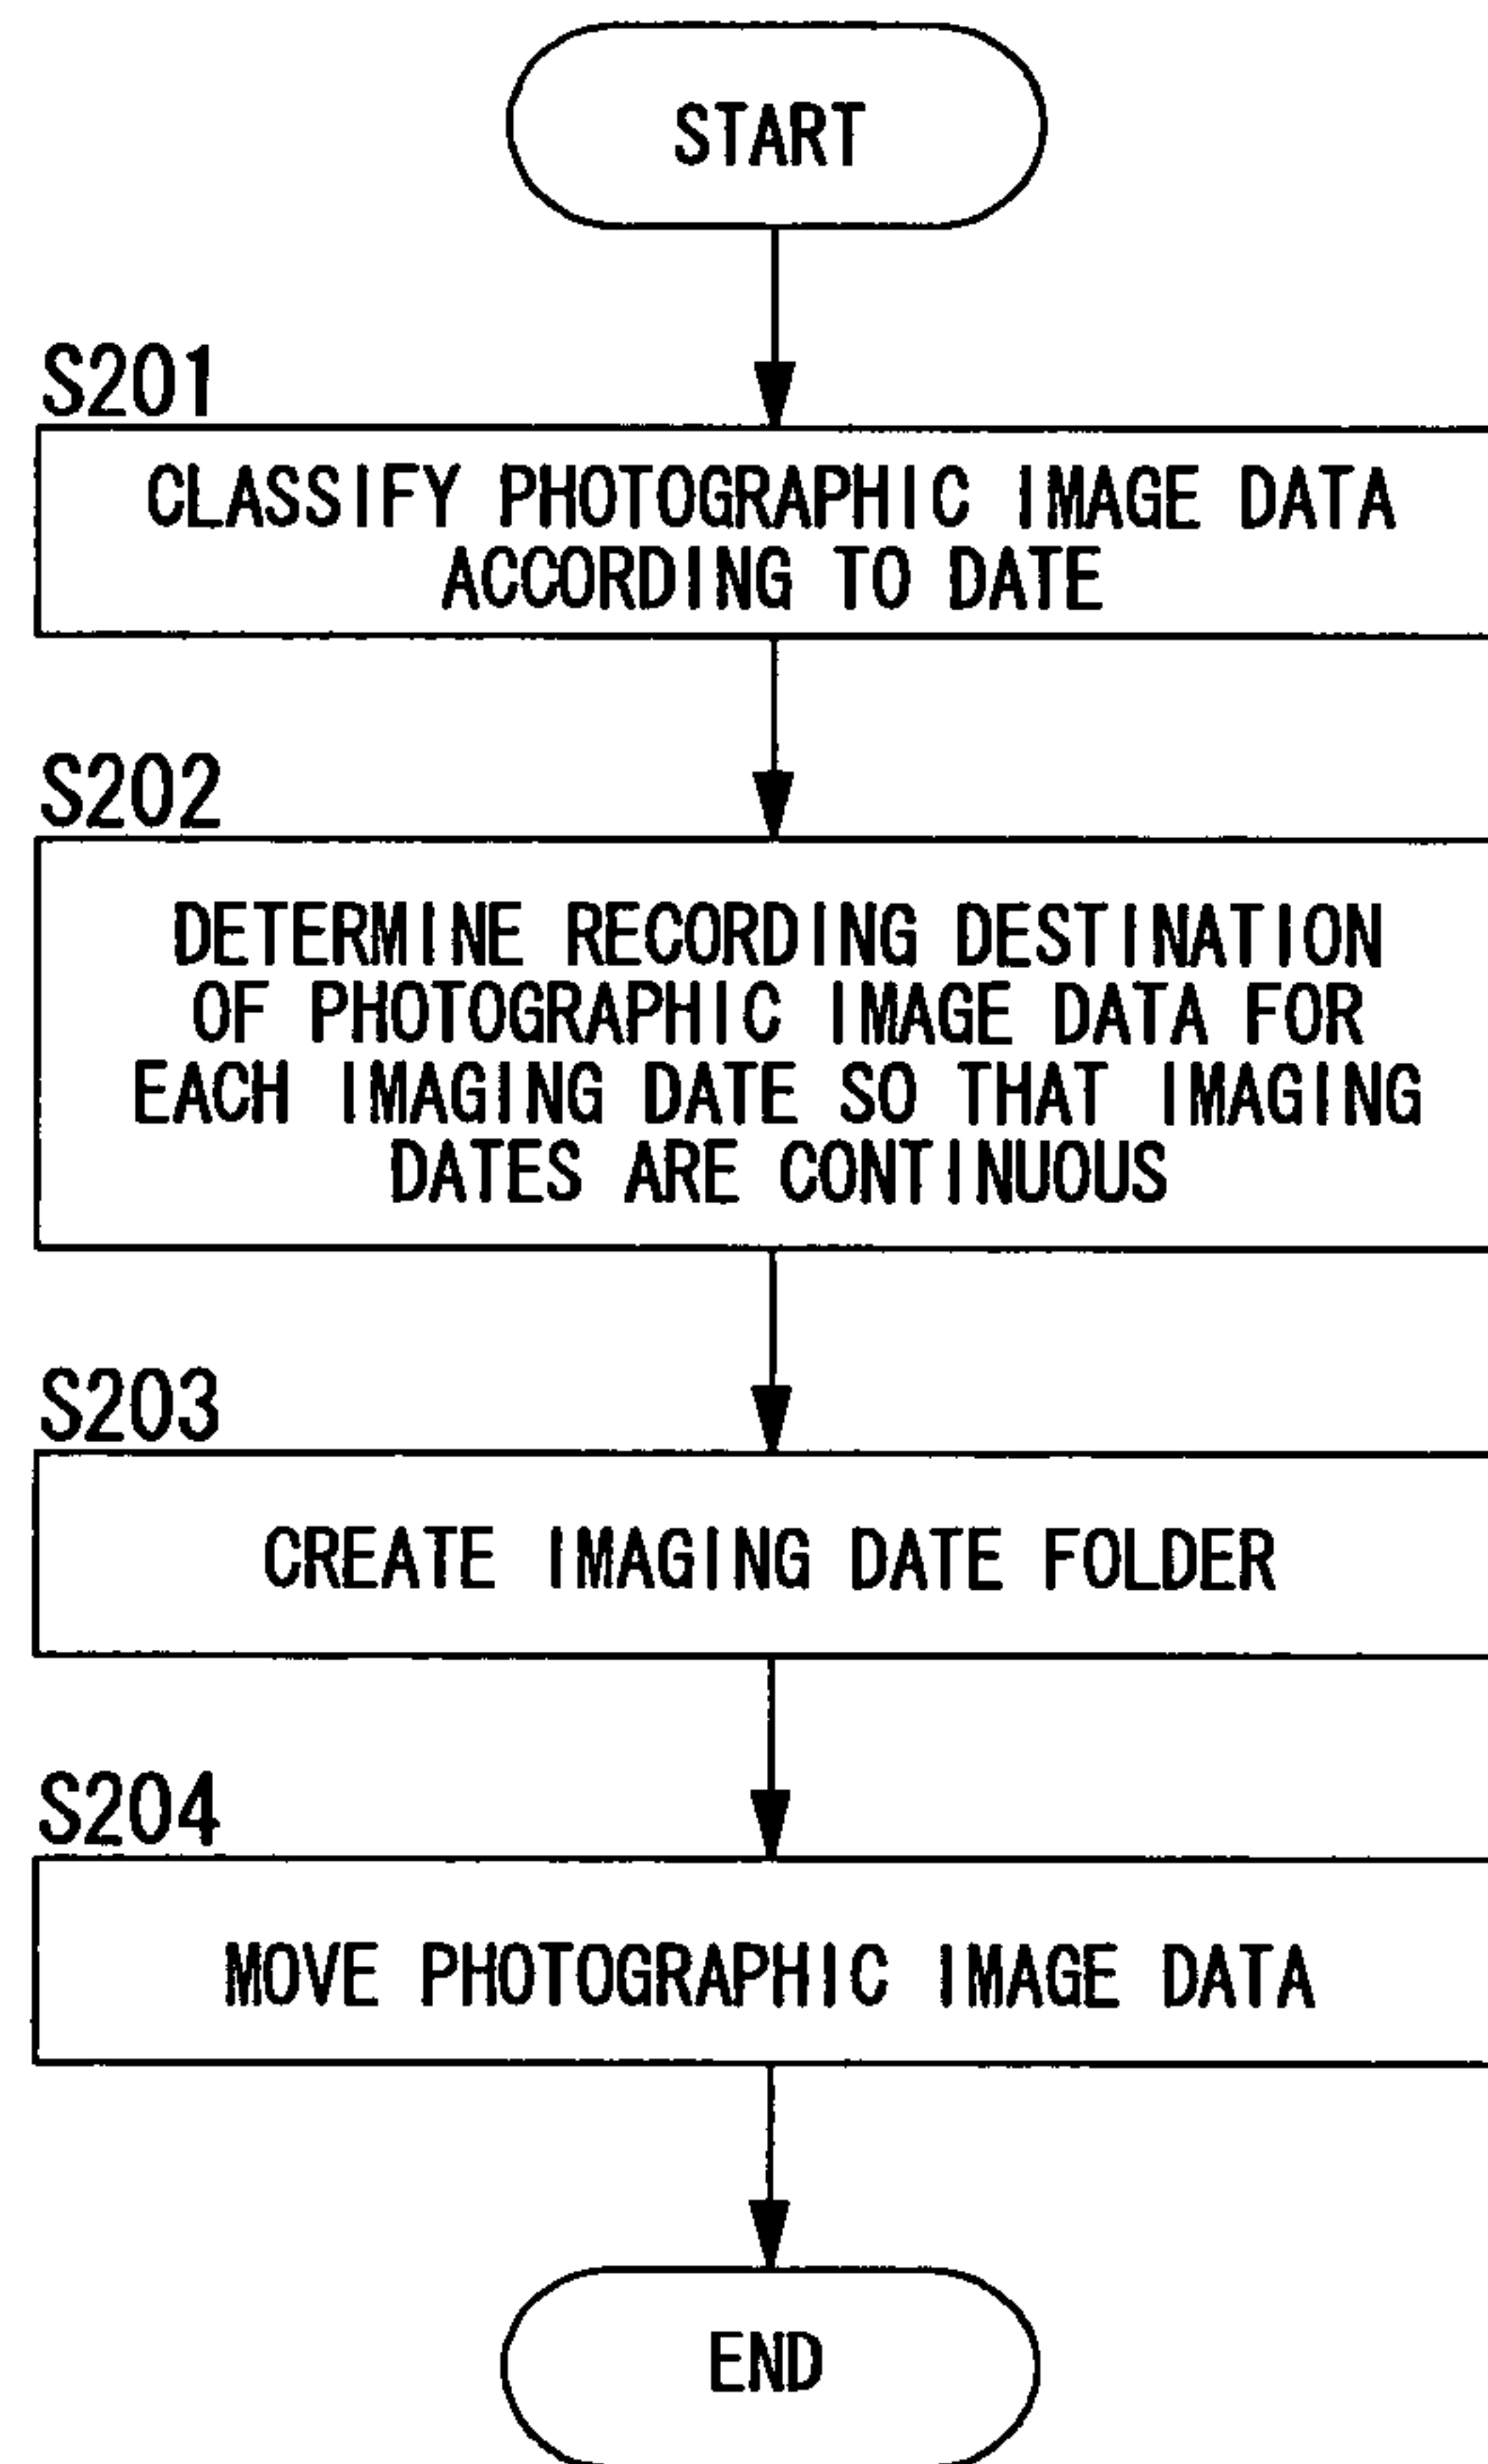 START
S201
CLASSIFY PHOTOGRAPHIC IMAGE DATA
ACCORDING TO DATE
S202
DETERMINE RECORDING DESTINATION
OF PHOTOGRAPHIC IMAGE DATA FOR
EACH IMAGING DATE SO THAT IMAGING
DATES ARE CONTINUOUS
S203
CREATE IMAGING DATE FOLDER
S204
MOVE PHOTOGRAPHIC IMAGE DATA
END